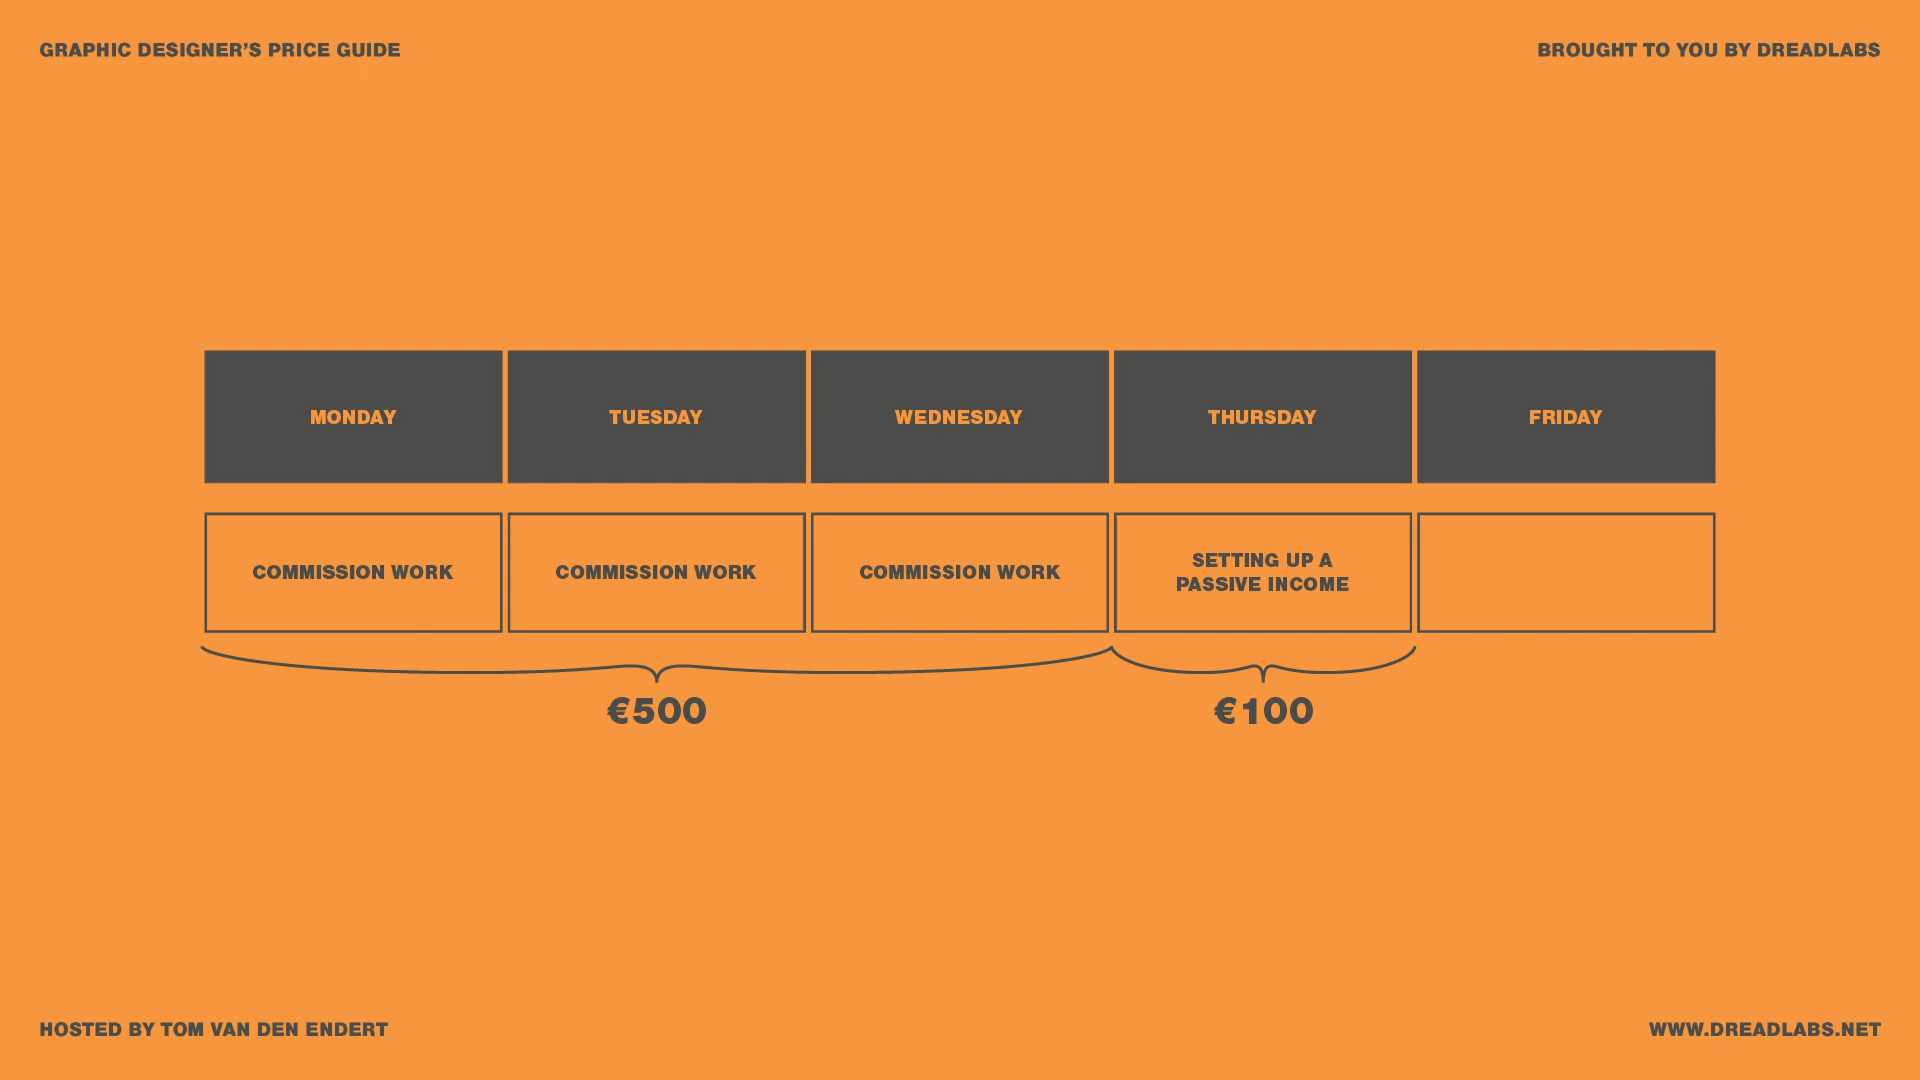 GRAPHIC DESIGNER’S PRICE GUIDE
BROUGHT TO YOU BY DREADLABS
MONDAY
TUESDAY
WEDNESDAY
THURSDAY
FRIDAY
COMMISSION WORK
COMMISSION WORK
COMMISSION WORK
SETTING UP A
PASSIVE INCOME
€500
€100
HOSTED BY TOM VAN DEN ENDERT
WWW.DREADLABS.NET